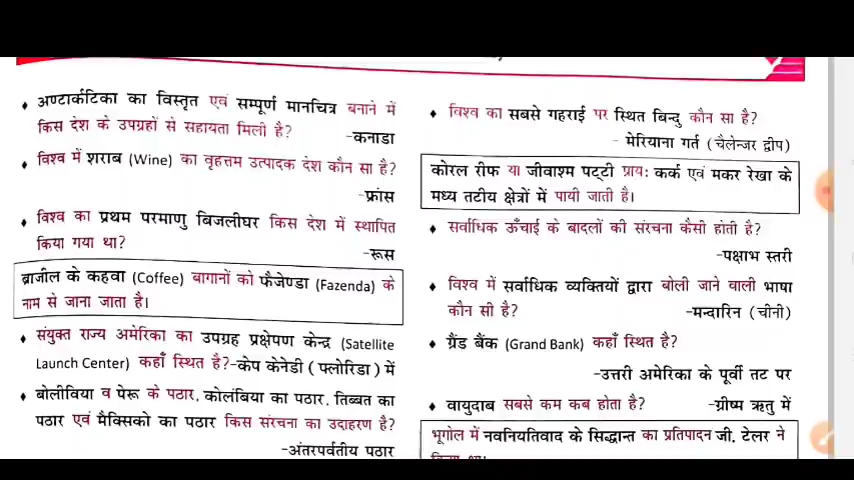 ♦ अण्टार्कटिका का विस्तृत एवं सम्पूर्ण मानचित्र बनाने में
किस देश के उपग्रहों से सहायता मिली है?
-कनाडा
♦ विश्व में शराब (Wine) का वृहत्तम उत्पादक देश कौन सा है?
-फ्रांस
♦ विश्व का प्रथम परमाणु बिजलीघर किस देश में स्थापित
किया गया था?
-रूस
ब्राजील के कहवा (Coffee) बागानों को फैजेण्डा (Fazenda) के
नाम से जाना जाता है।
♦ संयुक्त राज्य अमेरिका का उपग्रह प्रक्षेपण केन्द्र (Satellite
Launch Center) कहाँ स्थित है?-केप केनेडी (फ्लोरिडा) में
♦ बोलीविया व पेरू के पठार, कोलंबिया का पठार, तिब्बत का
पठार एवं मैक्सिको का पठार किस संरचना का उदाहरण है?
-अंतरपर्वतीय पठार
♦ विश्व का सबसे गहराई पर स्थित बिन्दु कौन सा है?
- मेरियाना गर्त (चैलेन्जर द्वीप)
कोरल रीफ या जीवाश्म पट्टी प्रायः कर्क एवं मकर रेखा के
मध्य तटीय क्षेत्रों में पायी जाती है।
♦ सर्वाधिक ऊँचाई के बादलों की संरचना कैसी होती है?
-पक्षाभ स्तरी
♦ विश्व में सर्वाधिक व्यक्तियों द्वारा बोली जाने वाली भाषा
कौन सी है?
-मन्दारिन (चीनी)
♦ ग्रैंड बैंक (Grand Bank) कहाँ स्थित है?
-उत्तरी अमेरिका के पूर्वी तट पर
♦ वायुदाब सबसे कम कब होता है? -ग्रीष्म ऋतु में
भूगोल में नवनियतिवाद के सिद्धान्त का प्रतिपादन जी. टेलर ने